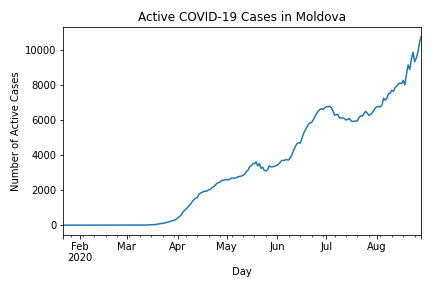 Active COVID-19 Cases in Moldova
Number of Active Cases
10000
8000
6000
4000
2000
0
Feb Mar Apr May Jun Jul Aug
2020
Day